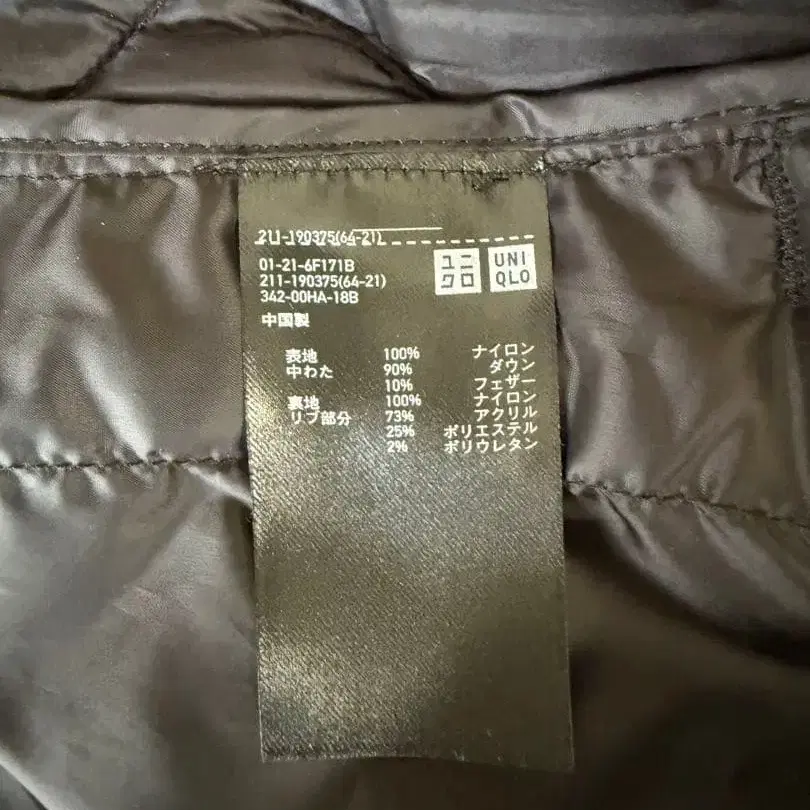 211-190375(64-21)
ユニクロ
UNIQLO
01-21-6F171B
211-190375(64-21)
342-00HA-18B
中国製
表地 100% ナイロン
中わた 90% ダウン
10% フェザー
裏地 100% ナイロン
リブ部分 73% アクリル
25% ポリエステル
2% ポリウレタン